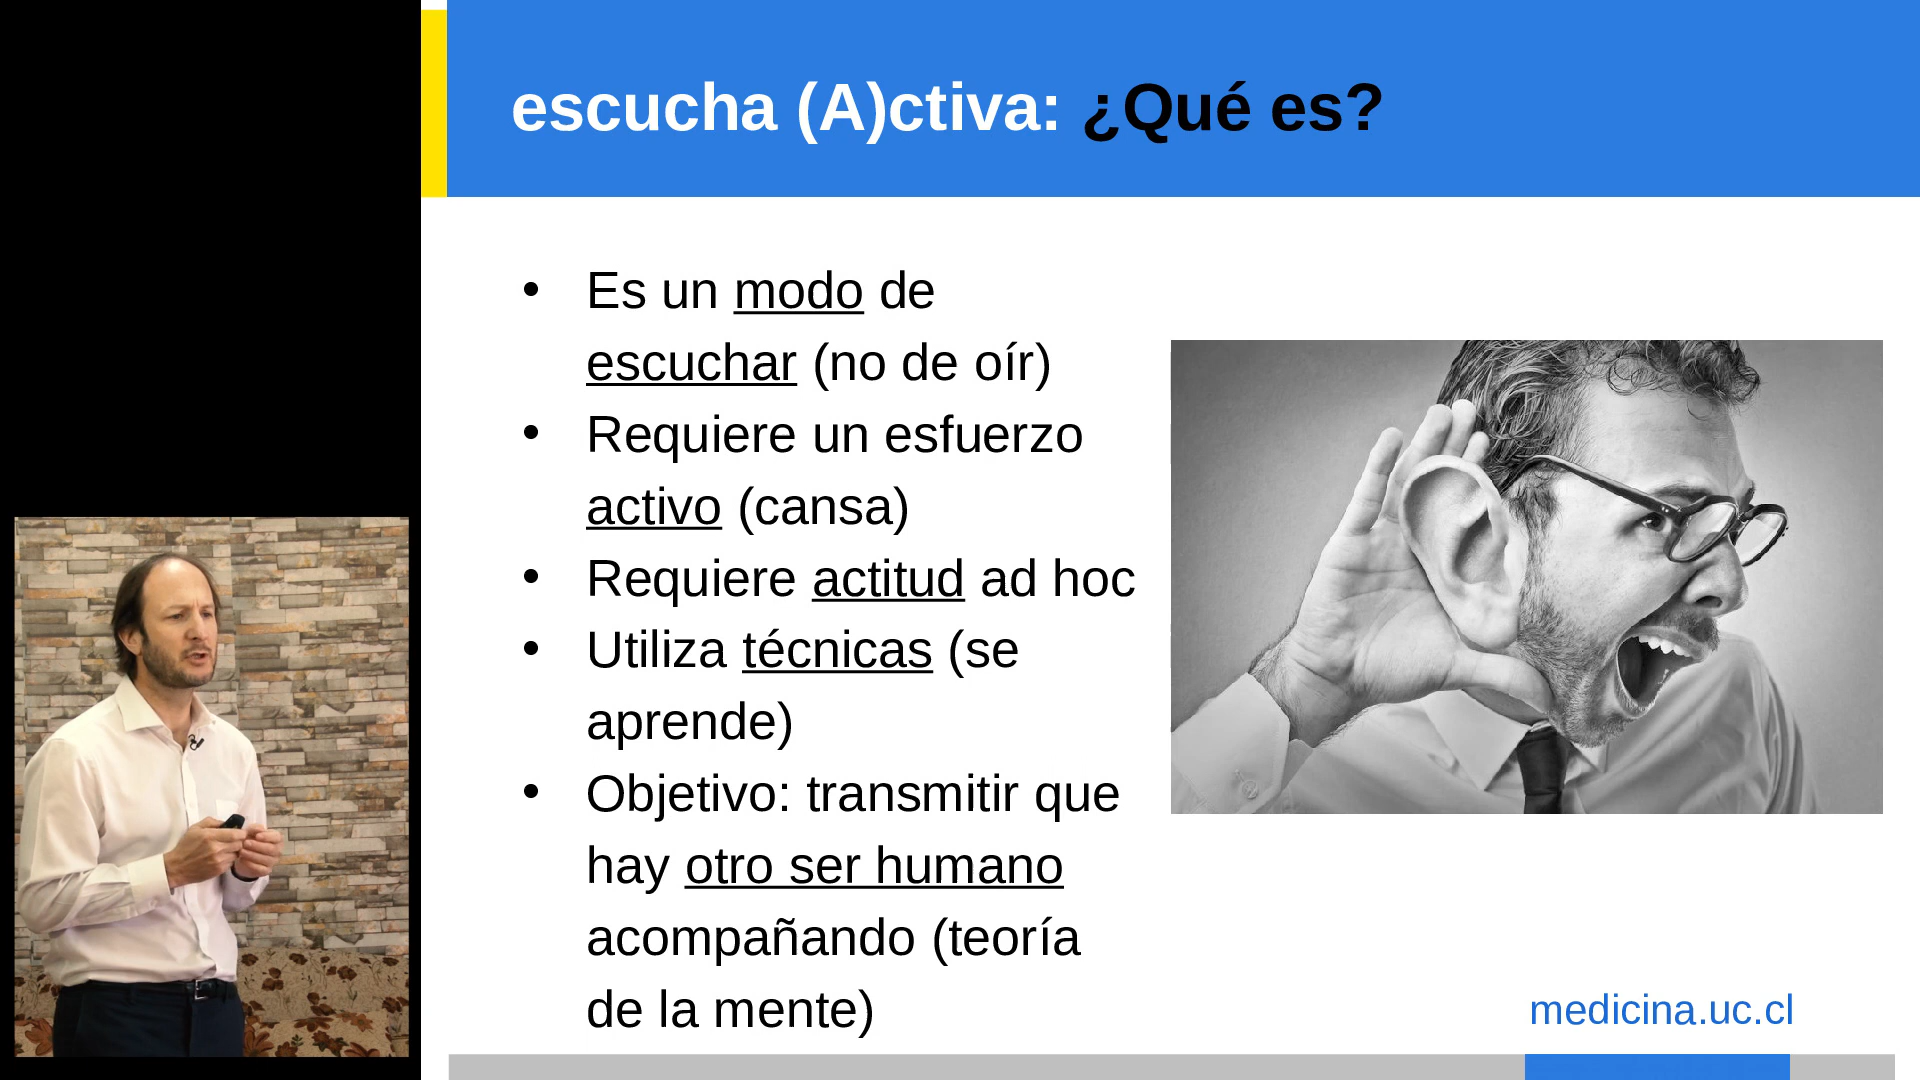 escucha (A)ctiva: ¿Qué es?
• Es un modo de
escuchar (no de oír)
• Requiere un esfuerzo
activo (cansa)
• Requiere actitud ad hoc
• Utiliza técnicas (se
aprende)
• Objetivo: transmitir que
hay otro ser humano
acompañando (teoría
de la mente)
medicina.uc.cl